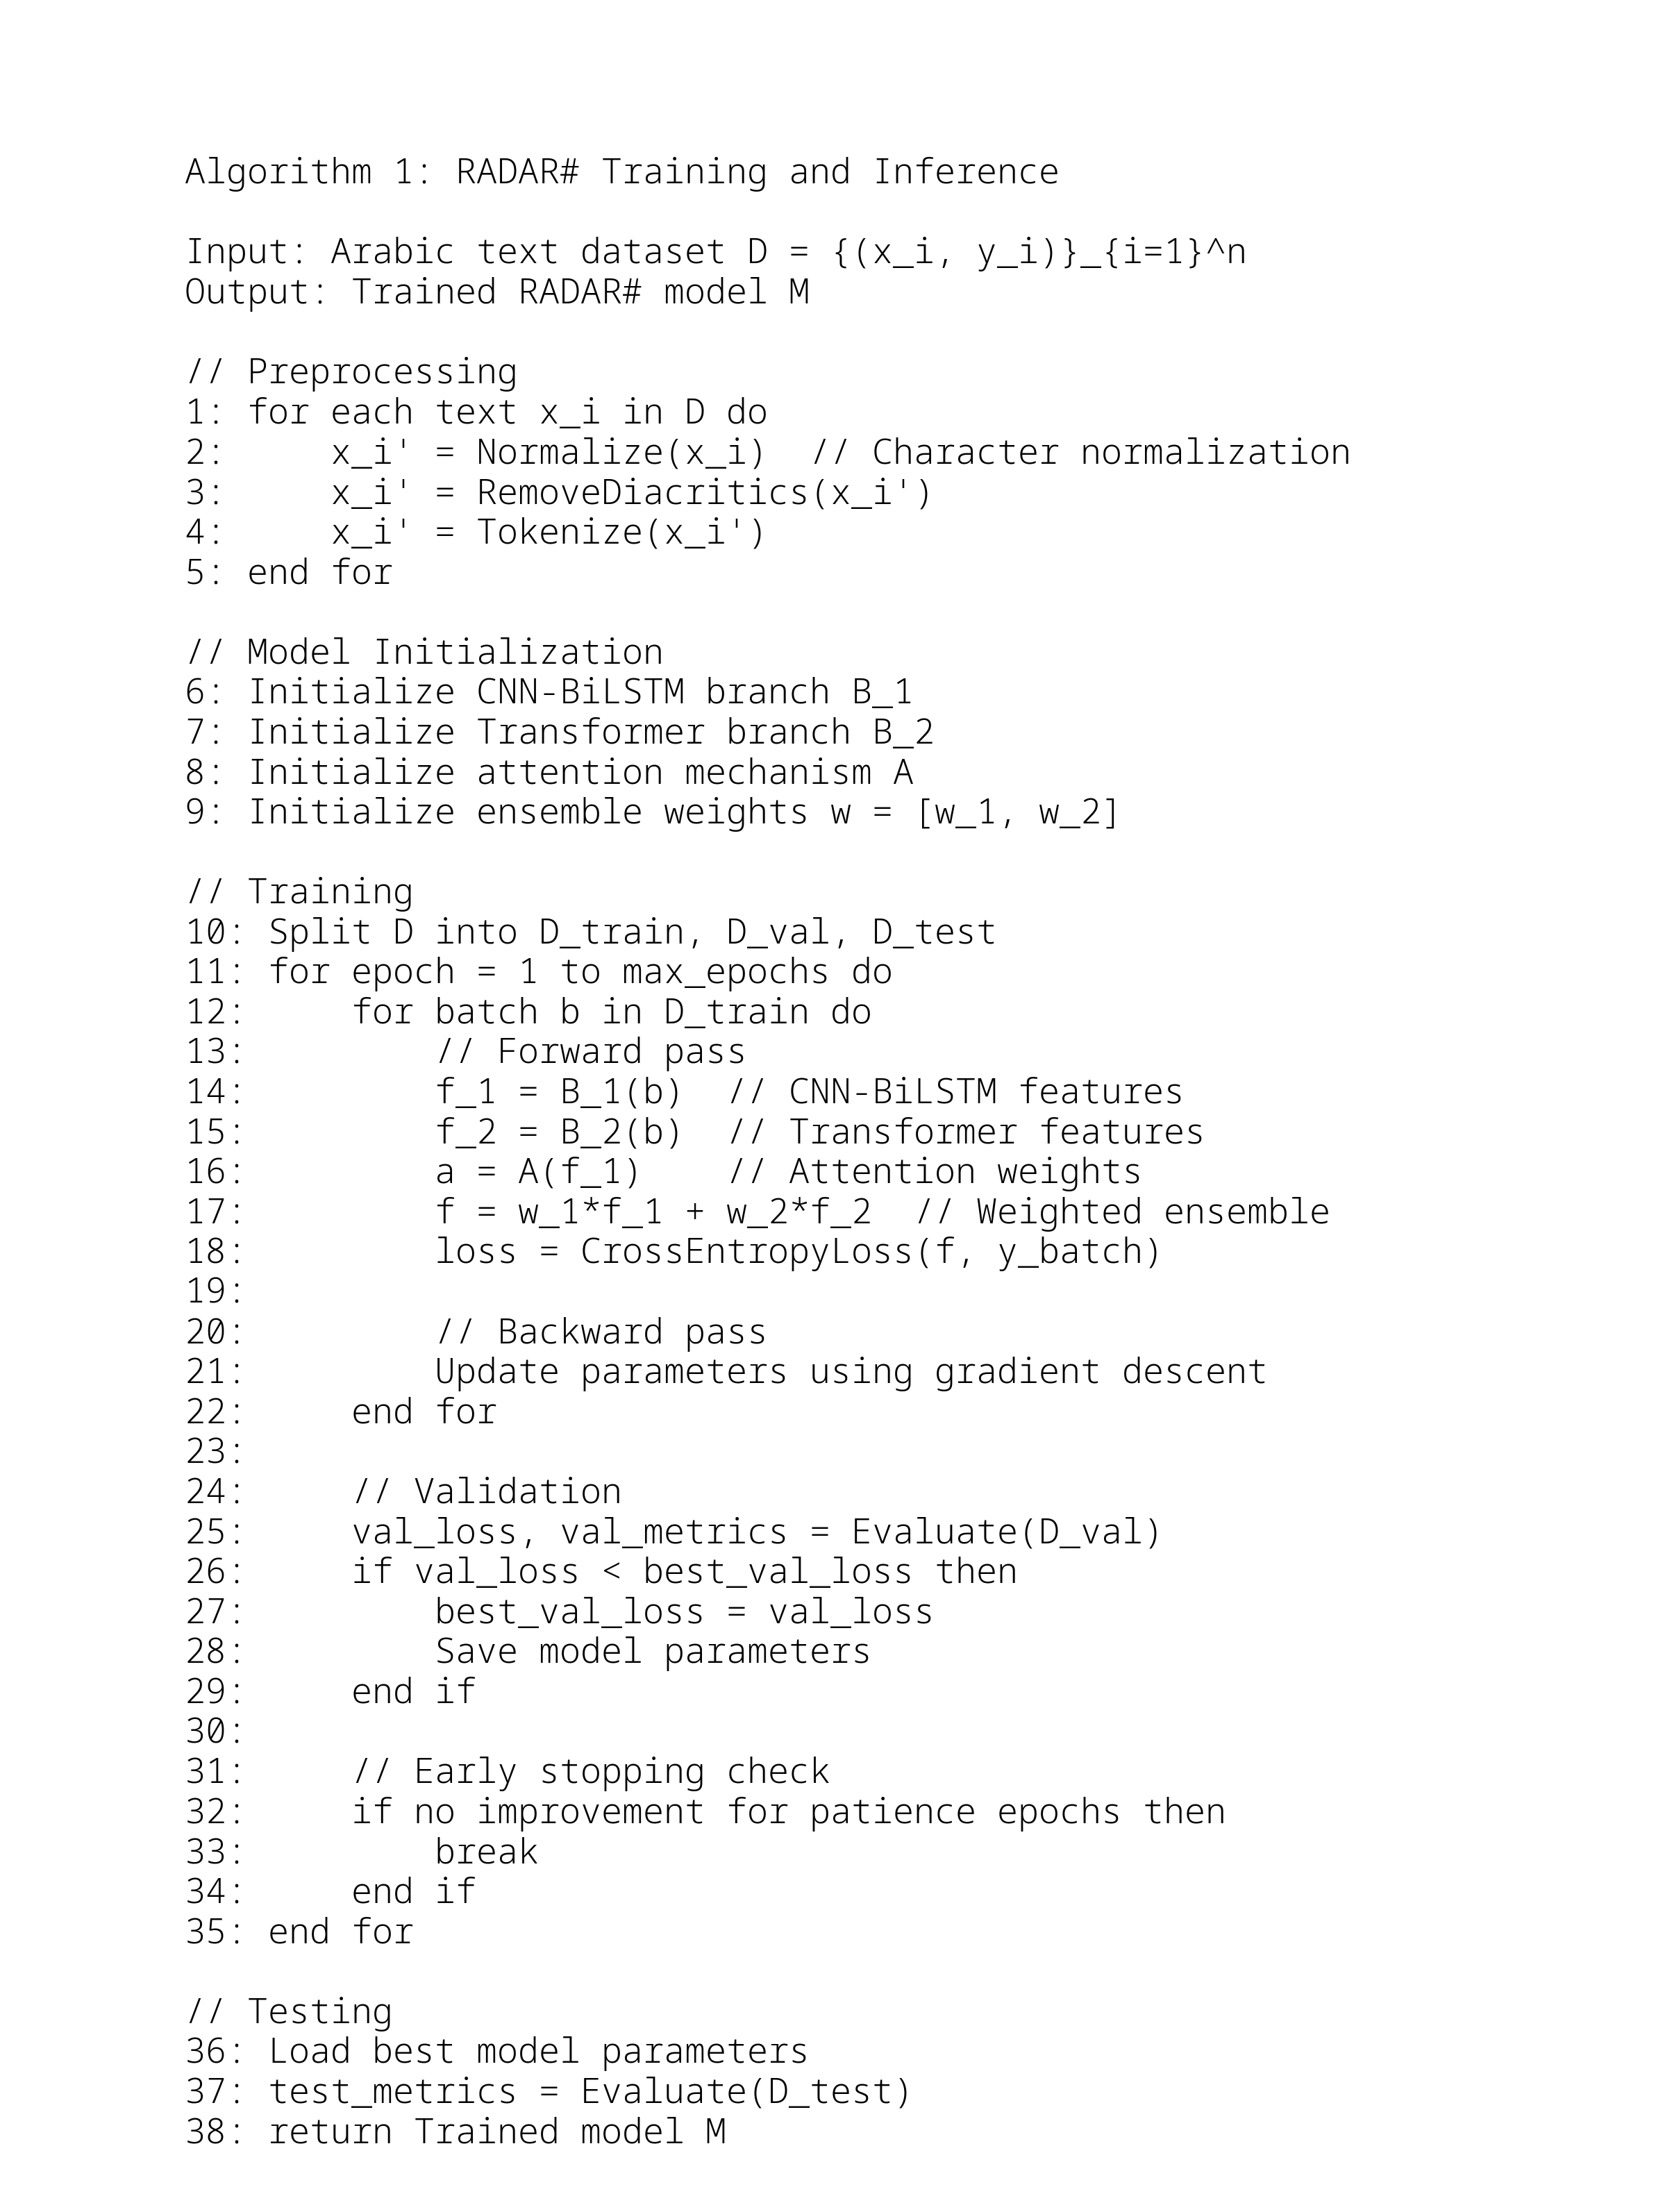 Algorithm 1: RADAR# Training and Inference

Input: Arabic text dataset D = {(x_i, y_i)}_{i=1}^n
Output: Trained RADAR# model M

// Preprocessing
1: for each text x_i in D do
2:     x_i' = Normalize(x_i)  // Character normalization
3:     x_i' = RemoveDiacritics(x_i')
4:     x_i' = Tokenize(x_i')
5: end for

// Model Initialization
6: Initialize CNN-BiLSTM branch B_1
7: Initialize Transformer branch B_2
8: Initialize attention mechanism A
9: Initialize ensemble weights w = [w_1, w_2]

// Training
10: Split D into D_train, D_val, D_test
11: for epoch = 1 to max_epochs do
12:     for batch b in D_train do
13:         // Forward pass
14:         f_1 = B_1(b)  // CNN-BiLSTM features
15:         f_2 = B_2(b)  // Transformer features
16:         a = A(f_1)    // Attention weights
17:         f = w_1*f_1 + w_2*f_2  // Weighted ensemble
18:         loss = CrossEntropyLoss(f, y_batch)
19:
20:         // Backward pass
21:         Update parameters using gradient descent
22:     end for
23:
24:     // Validation
25:     val_loss, val_metrics = Evaluate(D_val)
26:     if val_loss < best_val_loss then
27:         best_val_loss = val_loss
28:         Save model parameters
29:     end if
30:
31:     // Early stopping check
32:     if no improvement for patience epochs then
33:         break
34:     end if
35: end for

// Testing
36: Load best model parameters
37: test_metrics = Evaluate(D_test)
38: return Trained model M